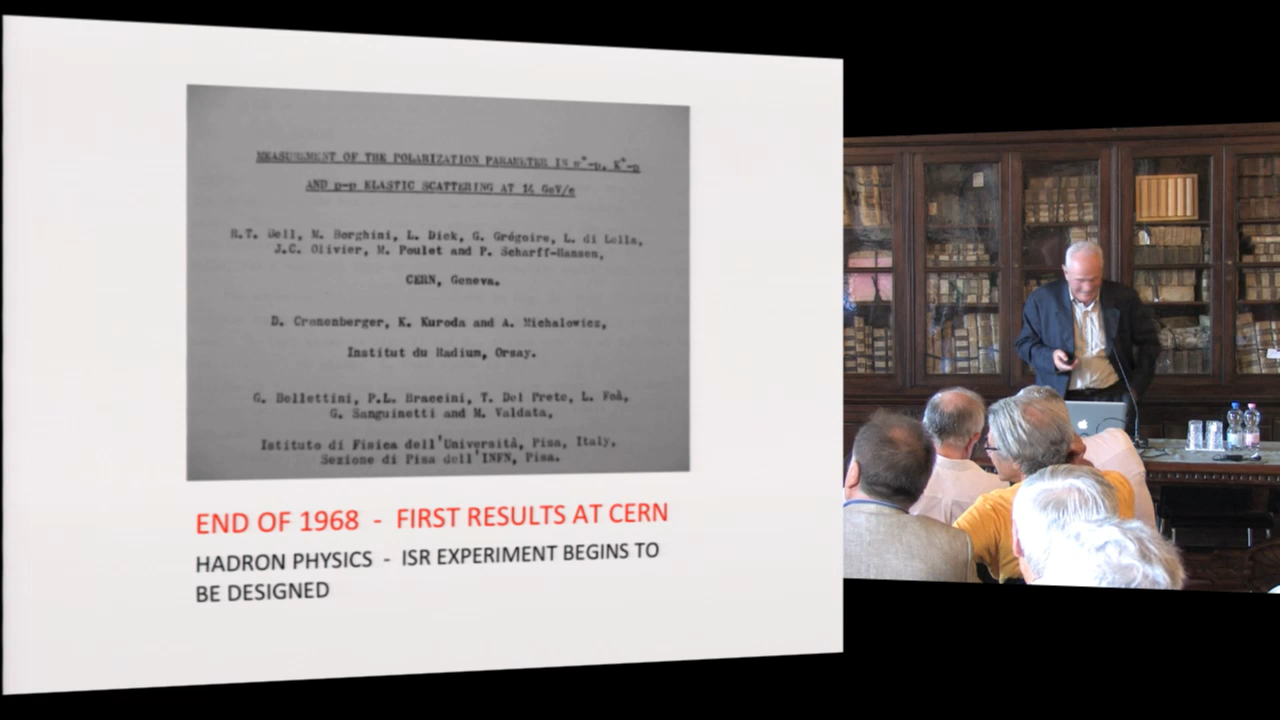 MEASUREMENT OF THE POLARIZATION PARAMETER IN π⁺-p, K⁺-p
AND p-p ELASTIC SCATTERING AT 14 GeV/c
R.T. Bell, M. Borghini, L. Dick, G. Grégoire, L. di Lella,
J.C. Olivier, M. Poulet and P. Scharff-Hansen,
CERN, Geneva.
D. Cronenberger, K. Kuroda and A. Michalowicz,
Institut du Radium, Orsay.
G. Bellettini, P.L. Braccini, T. Del Prete, L. Foà,
G. Sanguinetti and M. Valdata,
Istituto di Fisica dell'Università, Pisa, Italy.
Sezione di Pisa dell'INFN, Pisa.
END OF 1968 - FIRST RESULTS AT CERN
HADRON PHYSICS - ISR EXPERIMENT BEGINS TO
BE DESIGNED